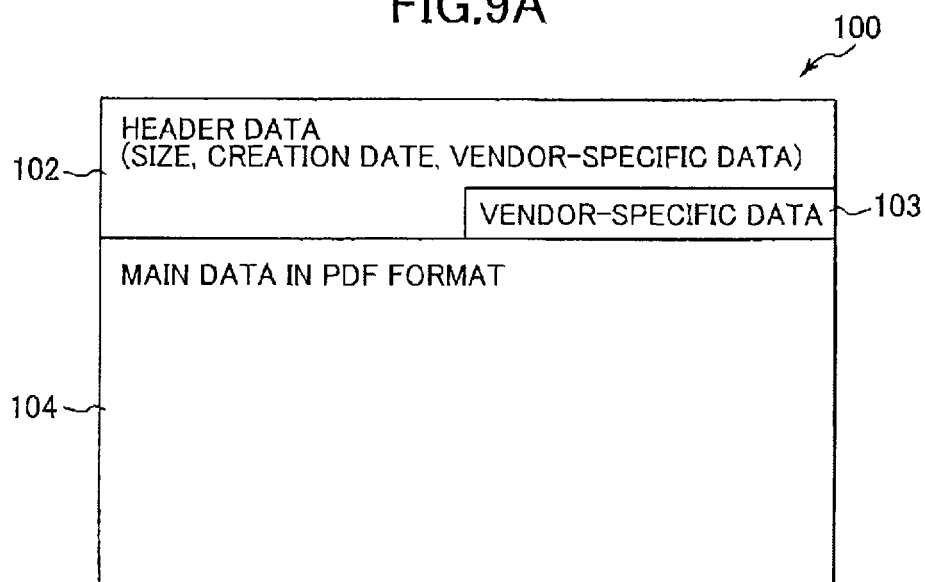 FIG.9A
100
HEADER DATA
(SIZE, CREATION DATE, VENDOR-SPECIFIC DATA)
102
VENDOR-SPECIFIC DATA
103
MAIN DATA IN PDF FORMAT
104